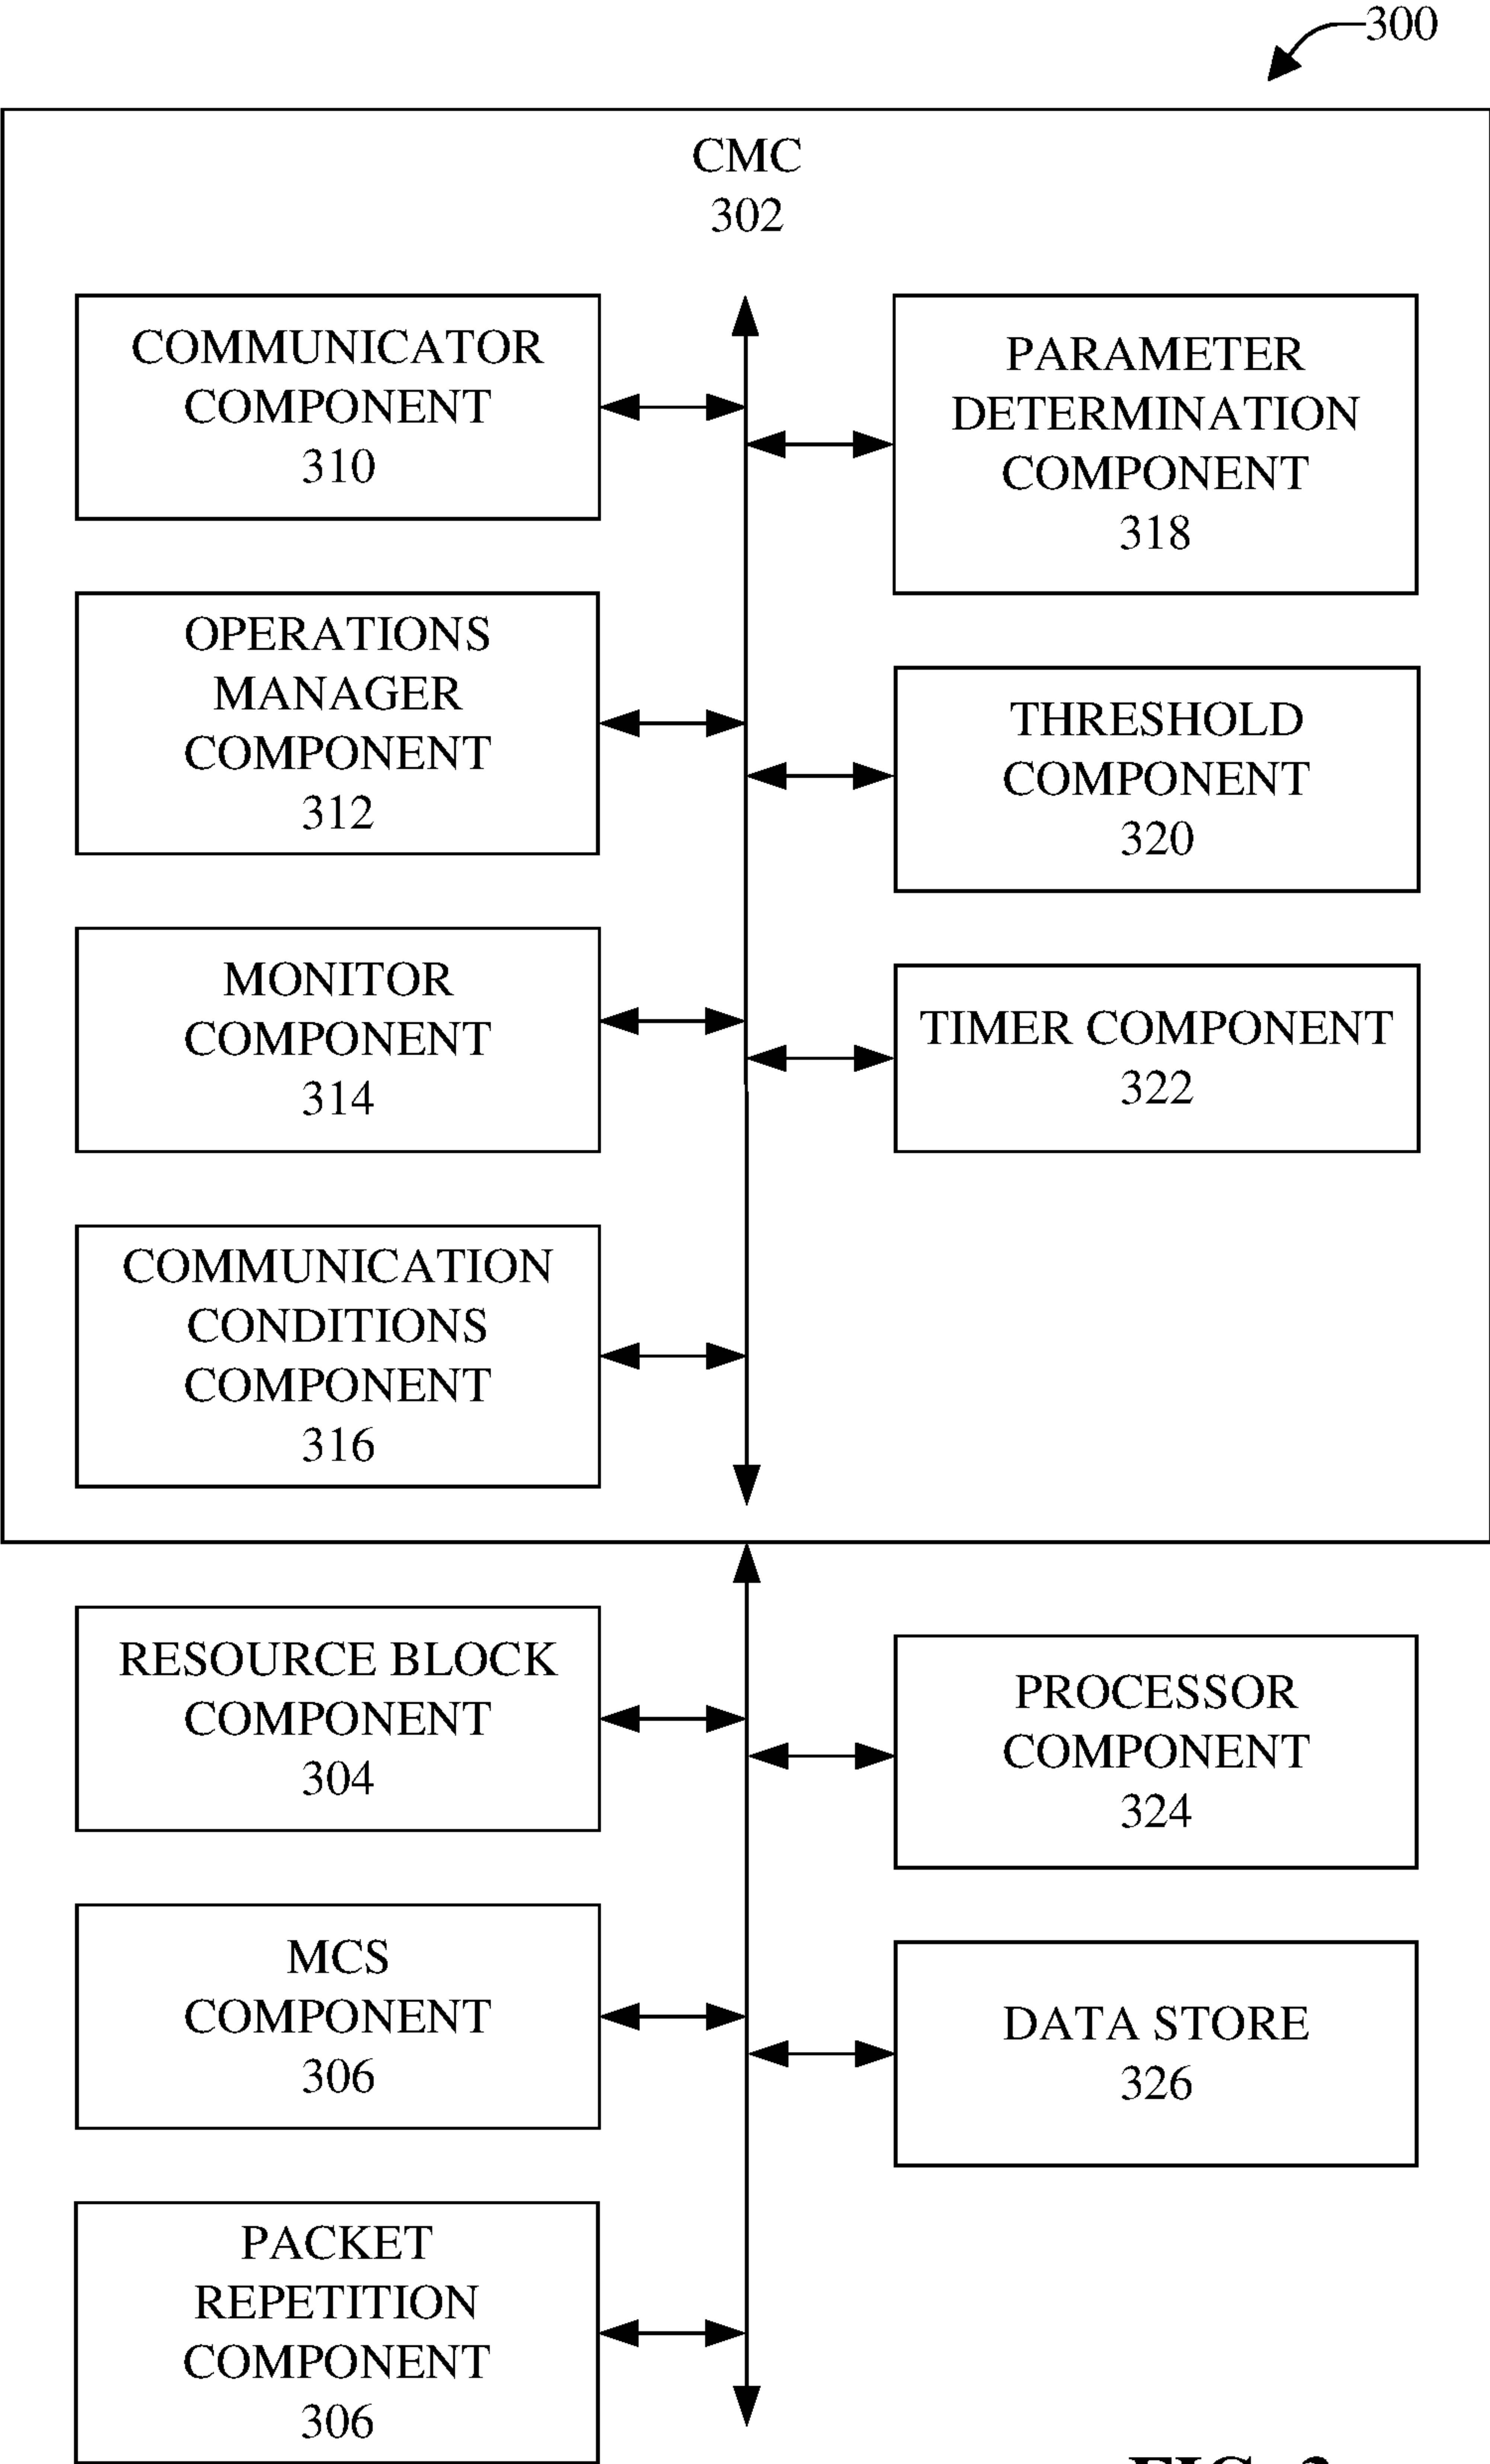 300
CMC
302
COMMUNICATOR
COMPONENT
310
OPERATIONS
MANAGER
COMPONENT
312
MONITOR
COMPONENT
314
COMMUNICATION
CONDITIONS
COMPONENT
316
PARAMETER
DETERMINATION
COMPONENT
318
THRESHOLD
COMPONENT
320
TIMER COMPONENT
322
RESOURCE BLOCK
COMPONENT
304
MCS
COMPONENT
306
PACKET
REPETITION
COMPONENT
306
PROCESSOR
COMPONENT
324
DATA STORE
326